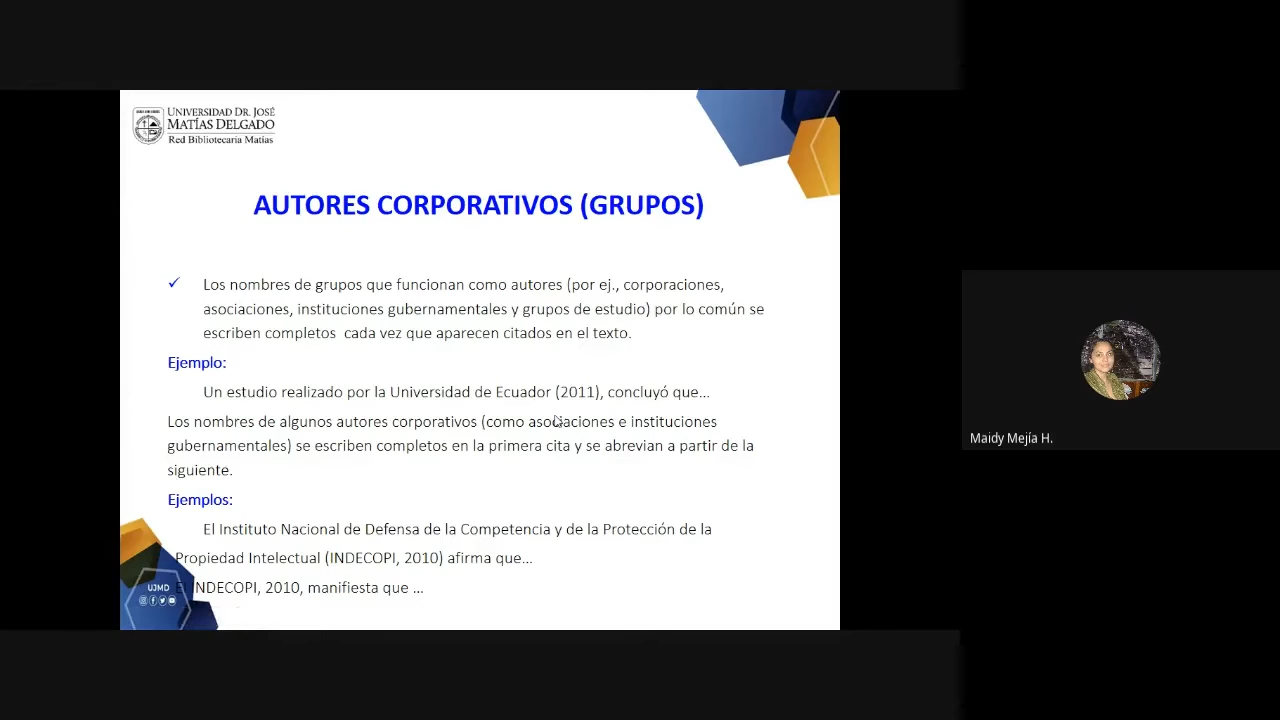 UNIVERSIDAD DR. JOSÉ
MATÍAS DELGADO
Red Bibliotecaria Matías
AUTORES CORPORATIVOS (GRUPOS)
✓ Los nombres de grupos que funcionan como autores (por ej., corporaciones,
asociaciones, instituciones gubernamentales y grupos de estudio) por lo común se
escriben completos cada vez que aparecen citados en el texto.
Ejemplo:
Un estudio realizado por la Universidad de Ecuador (2011), concluyó que...
Los nombres de algunos autores corporativos (como asociaciones e instituciones
gubernamentales) se escriben completos en la primera cita y se abrevian a partir de la
siguiente.
Ejemplos:
El Instituto Nacional de Defensa de la Competencia y de la Protección de la
Propiedad Intelectual (INDECOPI, 2010) afirma que...
El INDECOPI, 2010, manifiesta que ...
UJMD
Maidy Mejía H.